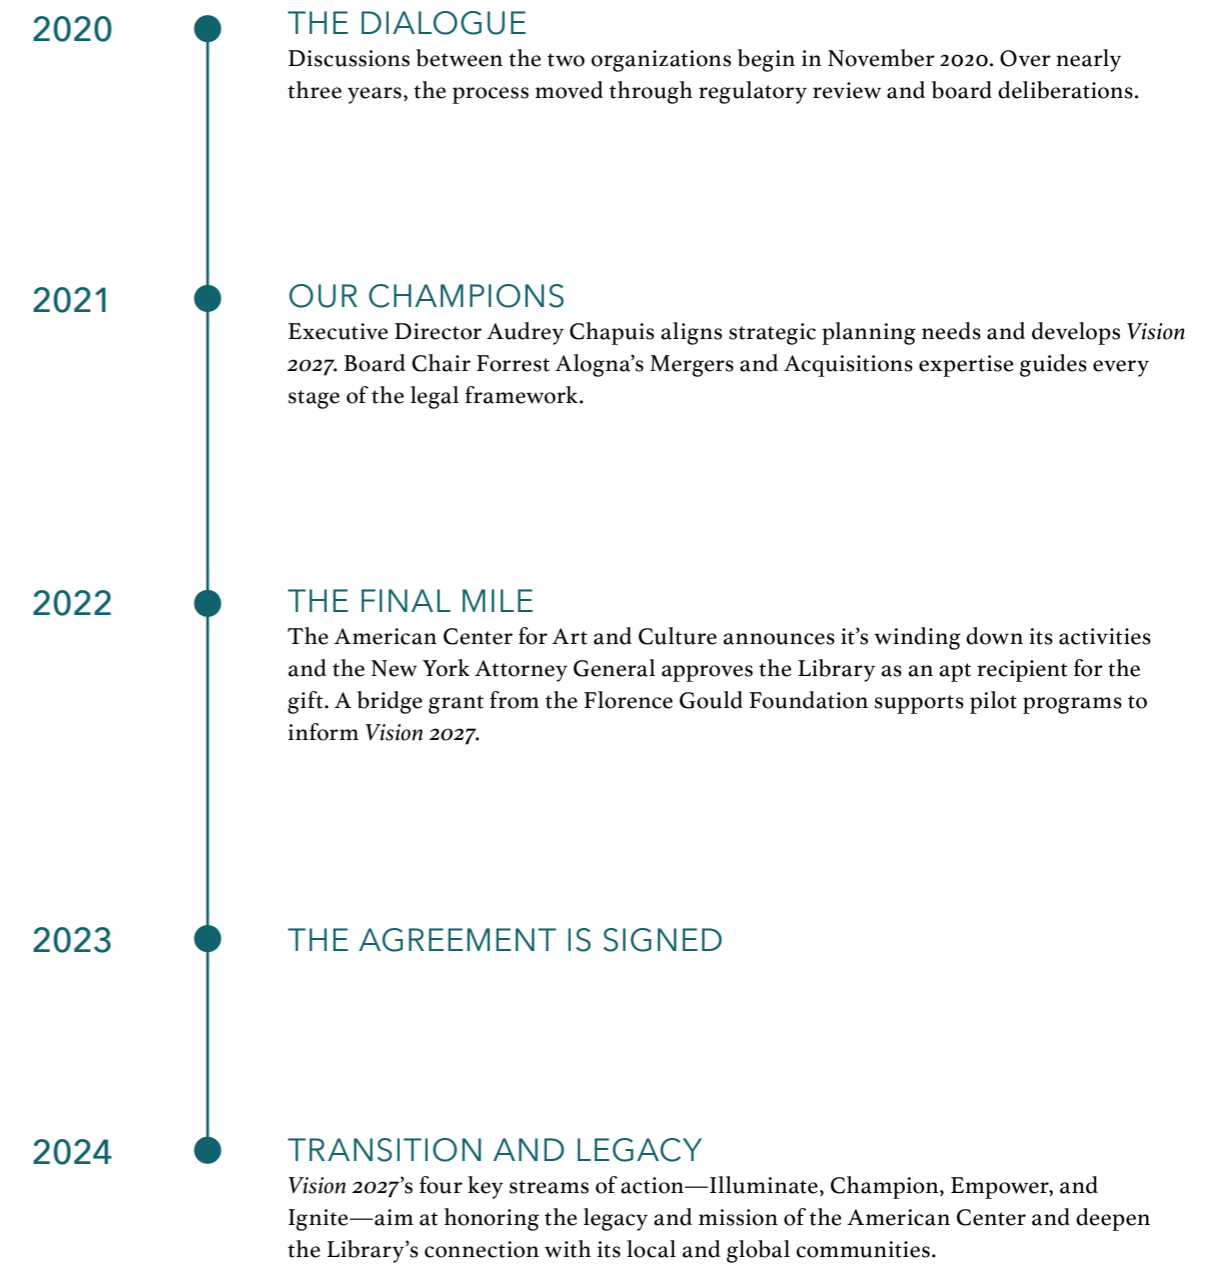 2020
THE DIALOGUE
Discussions between the two organizations begin in November 2020. Over nearly
three years, the process moved through regulatory review and board deliberations.
2021
OUR CHAMPIONS
Executive Director Audrey Chapuis aligns strategic planning needs and develops Vision
2027. Board Chair Forrest Alogna’s Mergers and Acquisitions expertise guides every
stage of the legal framework.
2022
THE FINAL MILE
The American Center for Art and Culture announces it’s winding down its activities
and the New York Attorney General approves the Library as an apt recipient for the
gift. A bridge grant from the Florence Gould Foundation supports pilot programs to
inform Vision 2027.
2023
THE AGREEMENT IS SIGNED
2024
TRANSITION AND LEGACY
Vision 2027’s four key streams of action—Illuminate, Champion, Empower, and
Ignite—aim at honoring the legacy and mission of the American Center and deepen
the Library’s connection with its local and global communities.